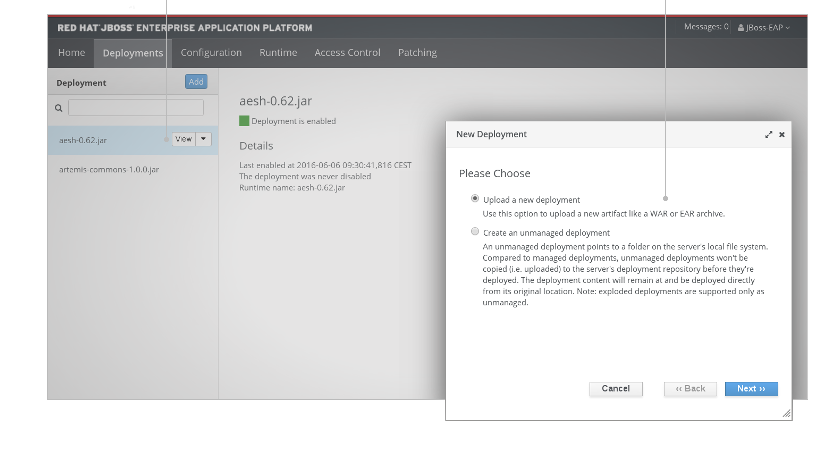 RED HAT JBOSS ENTERPRISE APPLICATION PLATFORM
Messages: 0
JBoss-EAP
Home
Deployments
Configuration
Runtime
Access Control
Patching
Deployment
Add
aesh-0.62.jar
View
artemis-commons-1.0.0.jar
aesh-0.62.jar
Deployment is enabled
Details
Last enabled at 2016-06-06 09:30:41,816 CEST
The deployment was never disabled
Runtime name: aesh-0.62.jar
New Deployment
Please Choose
Upload a new deployment
Use this option to upload a new artifact like a WAR or EAR archive.
Create an unmanaged deployment
An unmanaged deployment points to a folder on the server's local file system.
Compared to managed deployments, unmanaged deployments won't be
copied (i.e. uploaded) to the server's deployment repository before they're
deployed. The deployment content will remain at and be deployed directly
from its original location. Note: exploded deployments are supported only as
unmanaged.
Cancel
‹‹ Back
Next ››